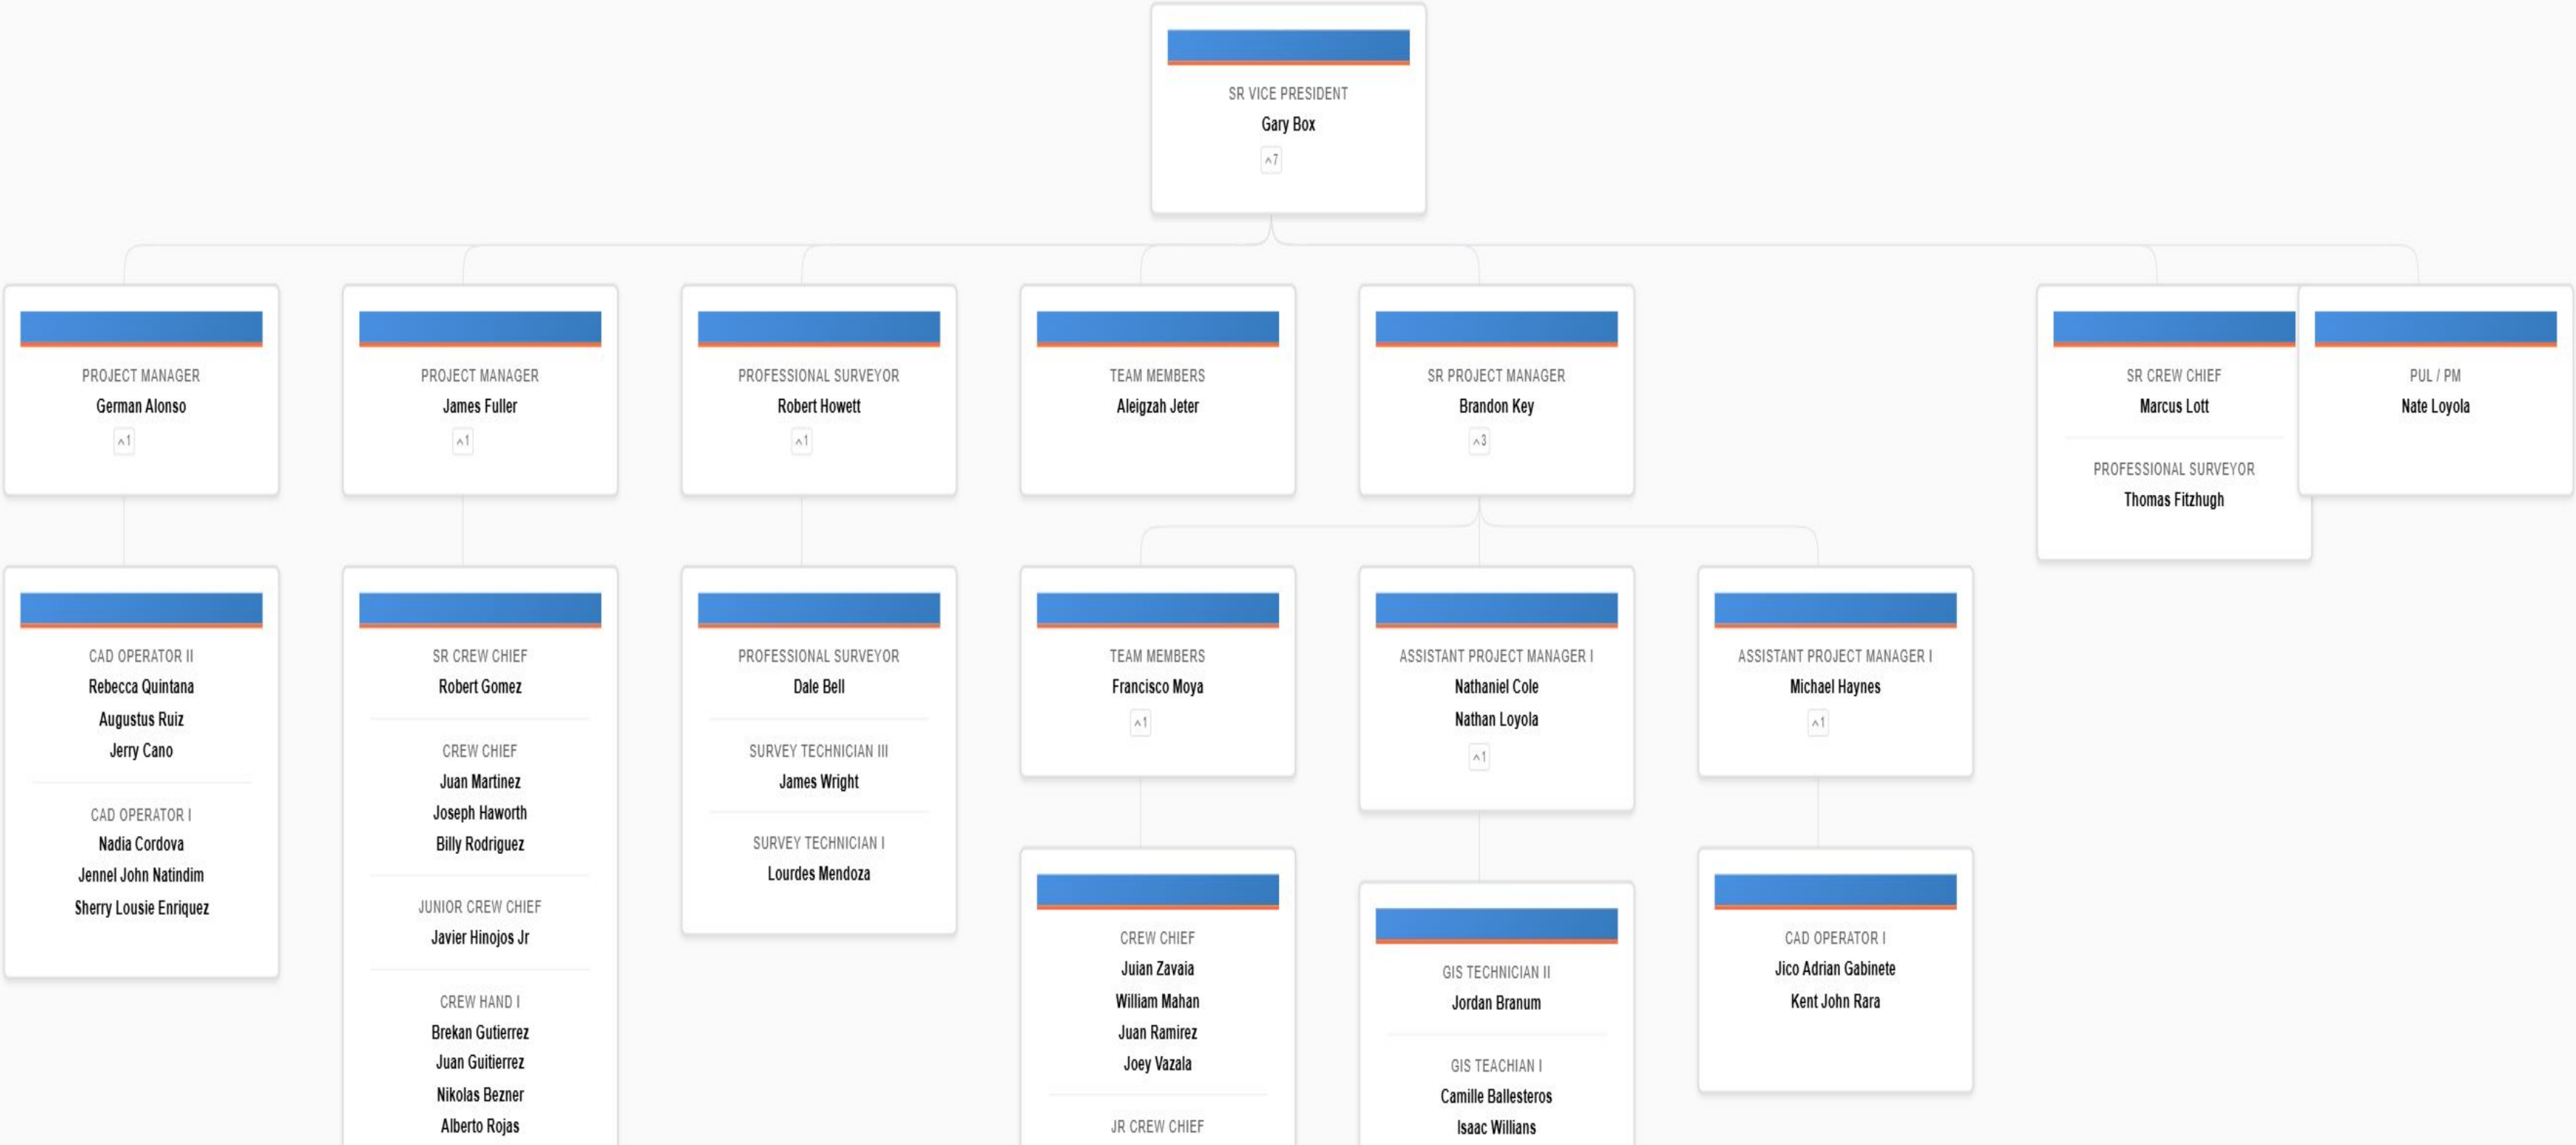 SR VICE PRESIDENT
Gary Box
^7
PROJECT MANAGER
German Alonso
^1
PROJECT MANAGER
James Fuller
^1
PROFESSIONAL SURVEYOR
Robert Howett
^1
TEAM MEMBERS
Aleigzah Jeter
SR PROJECT MANAGER
Brandon Key
^3
SR CREW CHIEF
Marcus Lott
PROFESSIONAL SURVEYOR
Thomas Fitzhugh
PUL / PM
Nate Loyola
CAD OPERATOR II
Rebecca Quintana
Augustus Ruiz
Jerry Cano
CAD OPERATOR I
Nadia Cordova
Jennel John Natindim
Sherry Lousie Enriquez
SR CREW CHIEF
Robert Gomez
CREW CHIEF
Juan Martinez
Joseph Haworth
Billy Rodriguez
JUNIOR CREW CHIEF
Javier Hinojos Jr
CREW HAND I
Brekan Gutierrez
Juan Guitierrez
Nikolas Bezner
Alberto Rojas
PROFESSIONAL SURVEYOR
Dale Bell
SURVEY TECHNICIAN III
James Wright
SURVEY TECHNICIAN I
Lourdes Mendoza
TEAM MEMBERS
Francisco Moya
^1
ASSISTANT PROJECT MANAGER I
Nathaniel Cole
Nathan Loyola
^1
ASSISTANT PROJECT MANAGER I
Michael Haynes
^1
CREW CHIEF
Juian Zavaia
William Mahan
Juan Ramirez
Joey Vazala
JR CREW CHIEF
GIS TECHNICIAN II
Jordan Branum
GIS TEACHIAN I
Camille Ballesteros
Isaac Willians
CAD OPERATOR I
Jico Adrian Gabinete
Kent John Rara